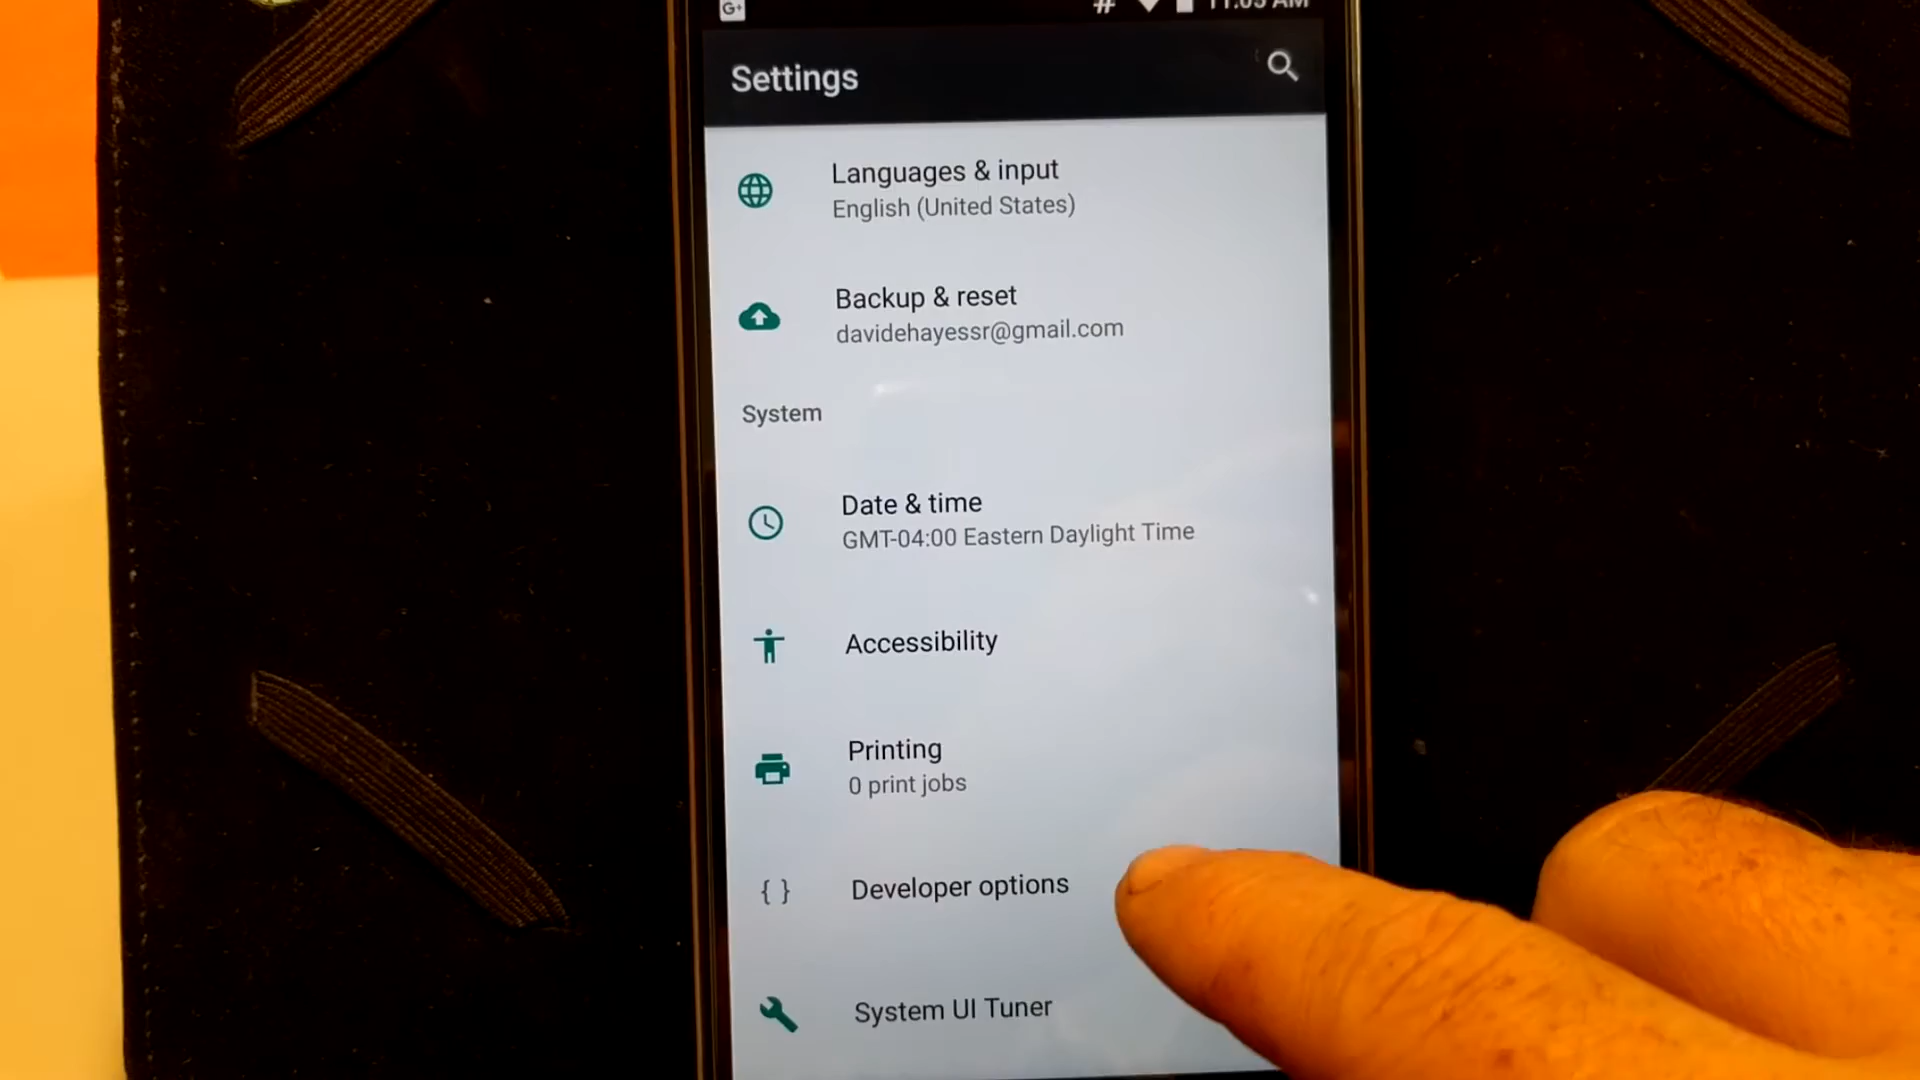 G+
Settings
Languages & input
English (United States)
Backup & reset
davidehayessr@gmail.com
System
Date & time
GMT-04:00 Eastern Daylight Time
Accessibility
Printing
0 print jobs
{ } Developer options
System UI Tuner